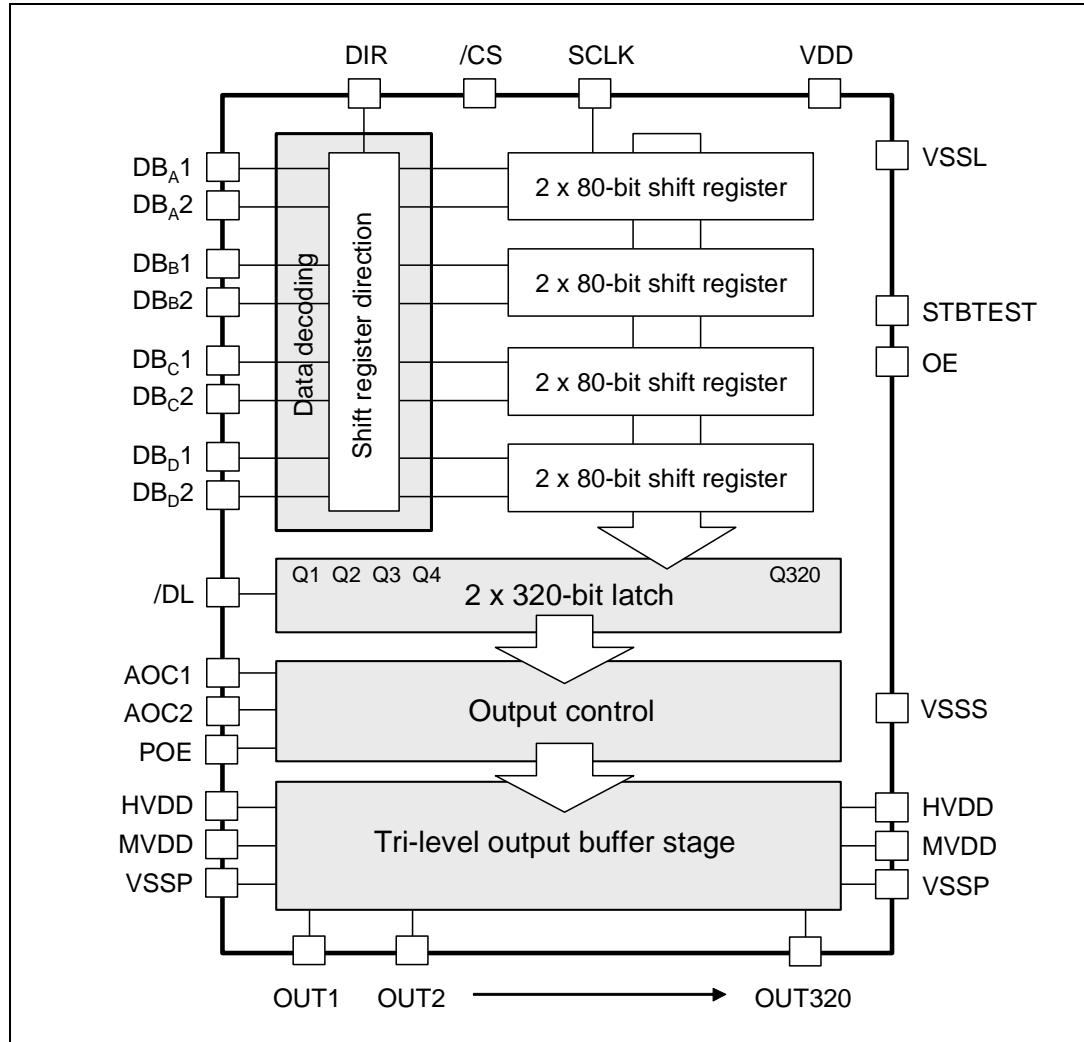 DIR
/CS
SCLK
VDD
DBA1
DBA2
DBB1
DBB2
DBC1
DBC2
DBD1
DBD2
/DL
AOC1
AOC2
POE
HVDD
MVDD
VSSP
Data decoding
Shift register direction
2 x 80-bit shift register
2 x 80-bit shift register
2 x 80-bit shift register
2 x 80-bit shift register
Q1 Q2 Q3 Q4 Q320
2 x 320-bit latch
Output control
Tri-level output buffer stage
VSSL
STBTEST
OE
VSSS
HVDD
MVDD
VSSP
OUT1 OUT2 OUT320